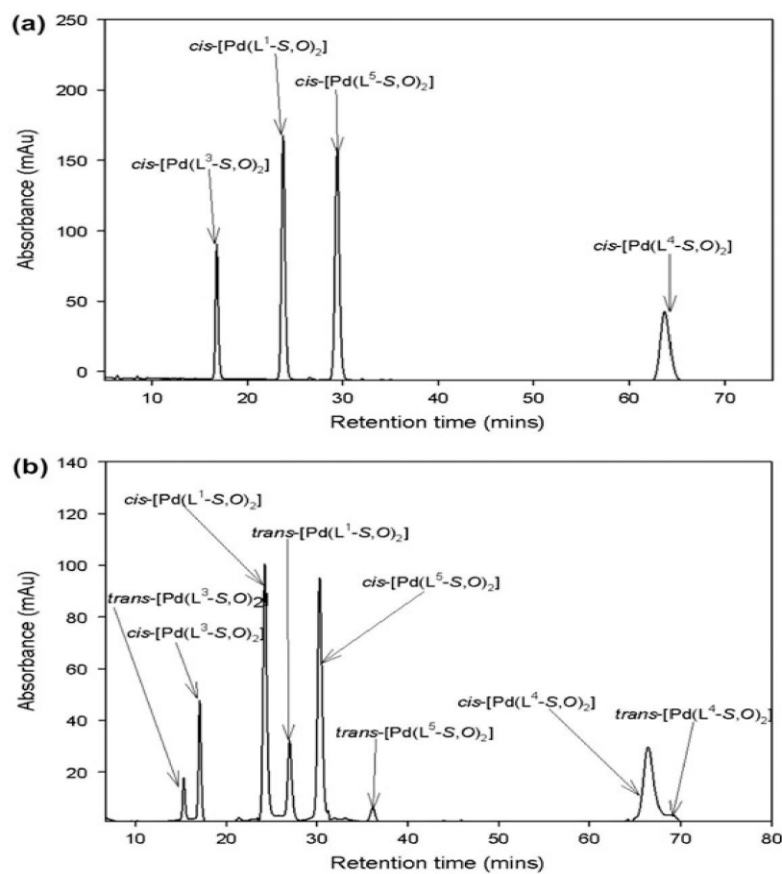 (a)
cis-[Pd(L¹-S,O)₂]
cis-[Pd(L⁵-S,O)₂]
cis-[Pd(L³-S,O)₂]
cis-[Pd(L⁴-S,O)₂]
Absorbance (mAu)
250
200
150
100
50
0
10 20 30 40 50 60 70
Retention time (mins)
(b)
cis-[Pd(L¹-S,O)₂]
trans-[Pd(L¹-S,O)₂]
cis-[Pd(L⁵-S,O)₂]
trans-[Pd(L³-S,O)₂
cis-[Pd(L³-S,O)₂]
cis-[Pd(L⁴-S,O)₂]
trans-[Pd(L⁴-S,O)₂]
trans-[Pd(L⁵-S,O)₂]
Absorbance (mAu)
140
120
100
80
60
40
20
10 20 30 40 50 60 70 80
Retention time (mins)